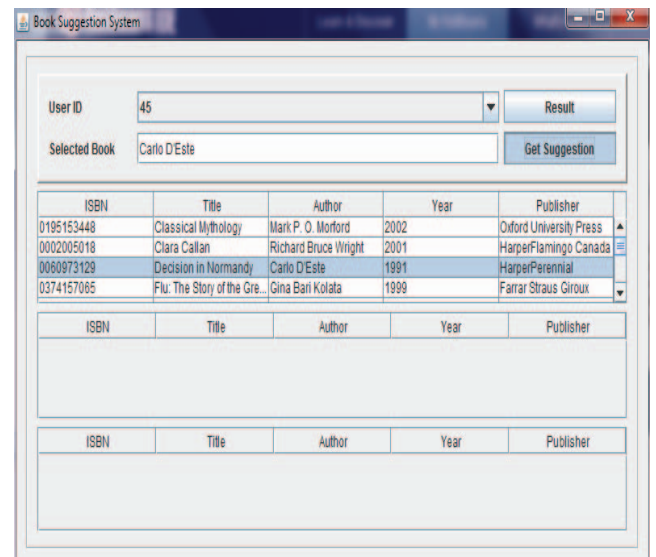 Book Suggestion System
User ID 45 Result
Selected Book Carlo D'Este Get Suggestion
ISBN Title Author Year Publisher
0195153448 Classical Mythology Mark P. O. Morford 2002 Oxford University Press
0002005018 Clara Callan Richard Bruce Wright 2001 HarperFlamingo Canada
0060973129 Decision in Normandy Carlo D'Este 1991 HarperPerennial
0374157065 Flu: The Story of the Gre... Gina Bari Kolata 1999 Farrar Straus Giroux
ISBN Title Author Year Publisher
ISBN Title Author Year Publisher